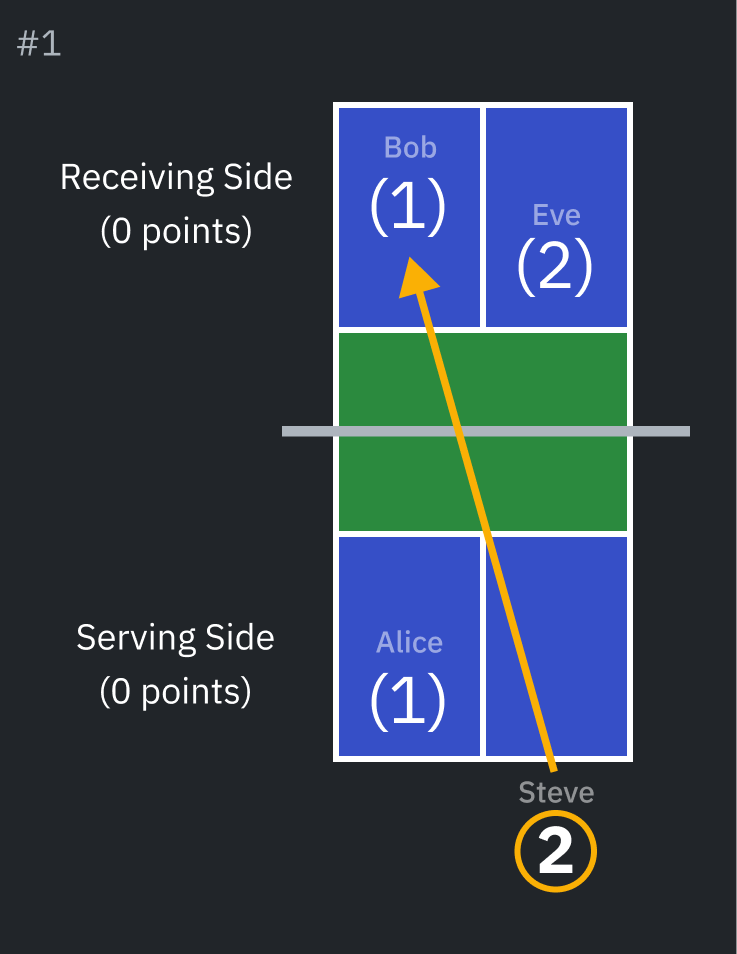 #1
Receiving Side
(0 points)
Bob
(1)
Eve
(2)
Serving Side
(0 points)
Alice
(1)
Steve
2